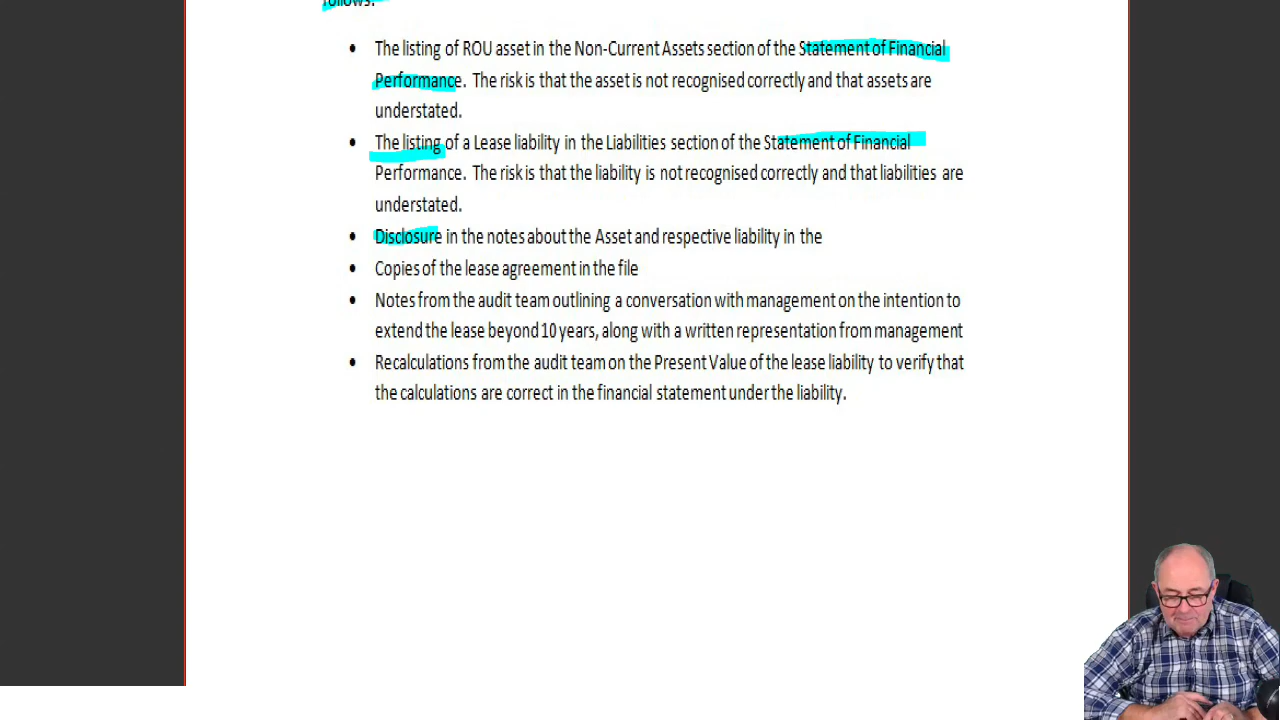 follows:
• The listing of ROU asset in the Non-Current Assets section of the Statement of Financial
Performance. The risk is that the asset is not recognised correctly and that assets are
understated.
• The listing of a Lease liability in the Liabilities section of the Statement of Financial
Performance. The risk is that the liability is not recognised correctly and that liabilities are
understated.
• Disclosure in the notes about the Asset and respective liability in the
• Copies of the lease agreement in the file
• Notes from the audit team outlining a conversation with management on the intention to
extend the lease beyond 10 years, along with a written representation from management
• Recalculations from the audit team on the Present Value of the lease liability to verify that
the calculations are correct in the financial statement under the liability.